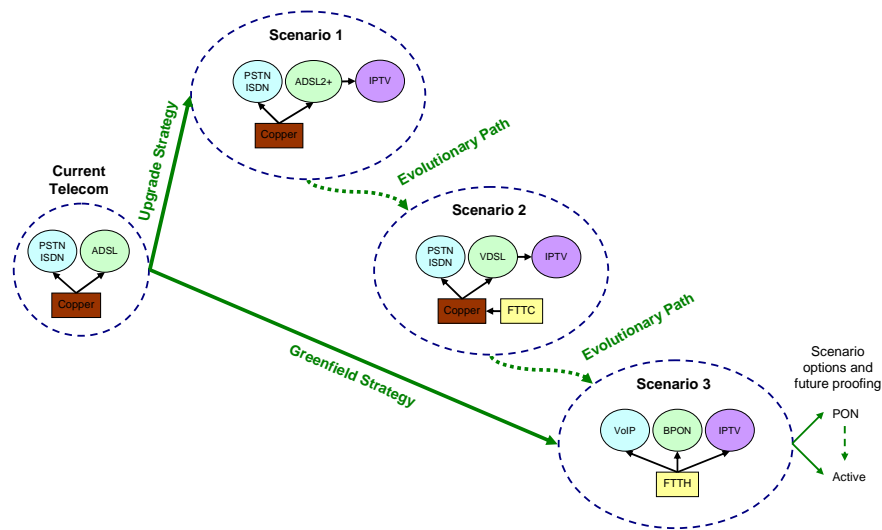 Scenario 1
PSTN
ISDN
ADSL2+
IPTV
Copper
Upgrade Strategy
Evolutionary Path
Current
Telecom
PSTN
ISDN
ADSL
Copper
Scenario 2
PSTN
ISDN
VDSL
IPTV
Copper
FTTC
Evolutionary Path
Greenfield Strategy
Scenario 3
VoIP
BPON
IPTV
FTTH
Scenario
options and
future proofing
PON
Active